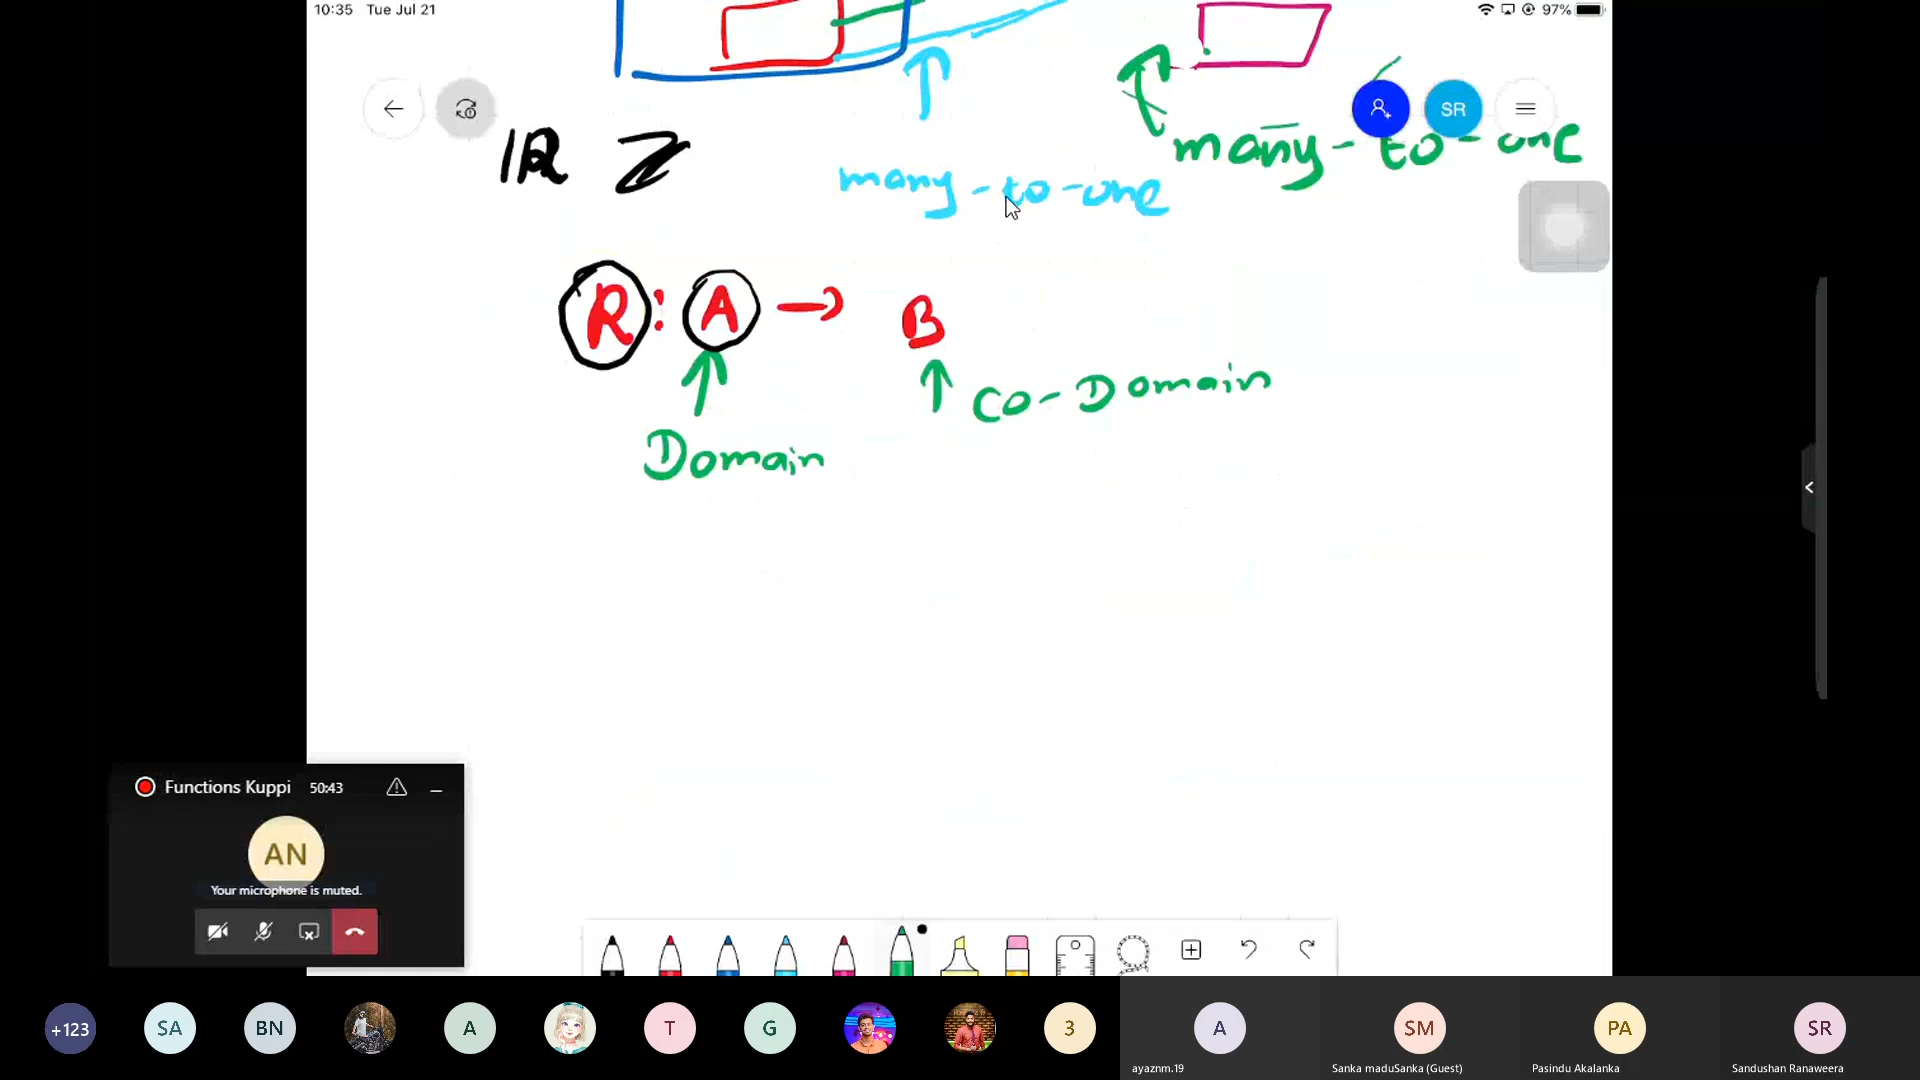 10:35 Tue Jul 21
97%
SR
IR Z
many-to-one
many-to-one
R: A → B
Domain
Co-Domain
Functions Kuppi 50:43
AN
Your microphone is muted.
+123
SA
BN
A
T
G
3
A
SM
PA
SR
ayaznm.19
Sanka maduSanka (Guest)
Pasindu Akalanka
Sandushan Ranaweera